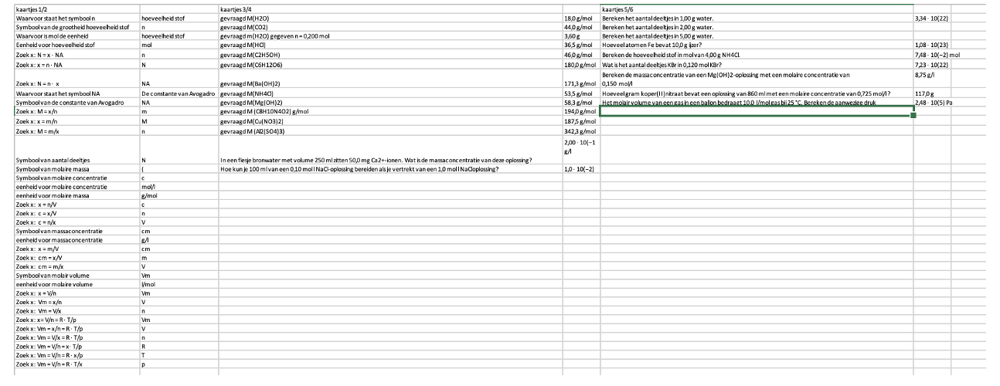 kaartjes 1/2 kaartjes 3/4 kaartjes 5/6
Waarvoor staat het symbool n hoeveelheid stof gevraagd M(H2O) 18,0 g/mol Bereken het aantal deeltjes in 1,00 g water. 3,34 · 10(22)
Symbool van de grootheid hoeveelheid stof n gevraagd M(CO2) 44,0 g/mol Bereken het aantal deeltjes in 2,00 g water.
Waarvoor is mol de eenheid hoeveelheid stof gevraagd m(H2O) gegeven n = 0,200 mol 3,60 g Bereken het aantal deeltjes in 5,00 g water.
Eenheid voor hoeveelheid stof mol gevraagd M(HCl) 36,5 g/mol Hoeveel atomen Fe bevat 10,0 g ijzer? 1,08 · 10(23)
Zoek x: N = x · NA n gevraagd M(C2H5OH) 46,0 g/mol Bereken de hoeveelheid stof in mol van 4,00 g NH4Cl 7,48 · 10(−2) mol
Zoek x: x = n · NA N gevraagd M(C6H12O6) 180,0 g/mol Wat is het aantal deeltjes KBr in 0,120 mol KBr? 7,23 · 10(22)
Bereken de massaconcentratie van een Mg(OH)2-oplossing met een molaire concentratie van 8,75 g/l
Zoek x: N = n · x NA gevraagd M(Ba(OH)2) 171,3 g/mol 0,150 mol/l
Waarvoor staat het symbool NA De constante van Avogadro gevraagd M(NH4Cl) 53,5 g/mol Hoeveel gram koper(II)nitraat bevat een oplossing van 860 ml met een molaire concentratie van 0,725 mol/l? 117,0 g
Symbool van de constante van Avogadro NA gevraagd M(Mg(OH)2) 58,3 g/mol Het molair volume van een gas in een ballon bedraagt 10,0 l/mol gas bij 25 °C. Bereken de aanwezige druk 2,48 · 10(5) Pa
Zoek x: M = x/n m gevraagd M (C8H10N4O2) g/mol 194,0 g/mol
Zoek x: x = m/n M gevraagd M(Cu(NO3)2) 187,5 g/mol
Zoek x: M = m/x n gevraagd M (Al2(SO4)3) 342,3 g/mol
2,00 · 10(−1
g/l
Symbool van aantal deeltjes N In een flesje bronwater met volume 250 ml zitten 50,0 mg Ca2+-ionen. Wat is de massaconcentratie van deze oplossing?
Symbool van molaire massa ( Hoe kun je 100 ml van een 0,10 mol l NaCl-oplossing bereiden als je vertrekt van een 1,0 mol l NaCloplossing? 1,0 · 10(−2)
Symbool van molaire concentratie c
eenheid voor molaire concentratie mol/l
eenheid voor molaire massa g/mol
Zoek x: x = n/V c
Zoek x: c = x/V n
Zoek x: c = n/x V
Symbool van massaconcentratie cm
eenheid voor massaconcentratie g/l
Zoek x: x = m/V cm
Zoek x: cm = x/V m
Zoek x: cm = m/x V
Symbool van molair volume Vm
eenheid voor molaire volume l/mol
Zoek x: x = V/n Vm
Zoek x: Vm = x/n V
Zoek x: Vm = V/x n
Zoek x: x= V/n = R · T/p Vm
Zoek x: Vm = x/n = R · T/p V
Zoek x: Vm = V/x = R · T/p n
Zoek x: Vm = V/n = x · T/p R
Zoek x: Vm = V/n = R · x/p T
Zoek x: Vm = V/n = R · T/x p